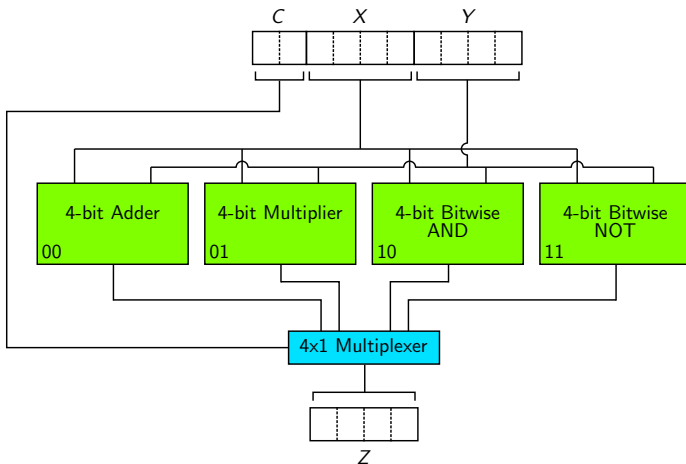 C X Y
4-bit Adder
00
4-bit Multiplier
01
4-bit Bitwise
AND
10
4-bit Bitwise
NOT
11
4x1 Multiplexer
Z